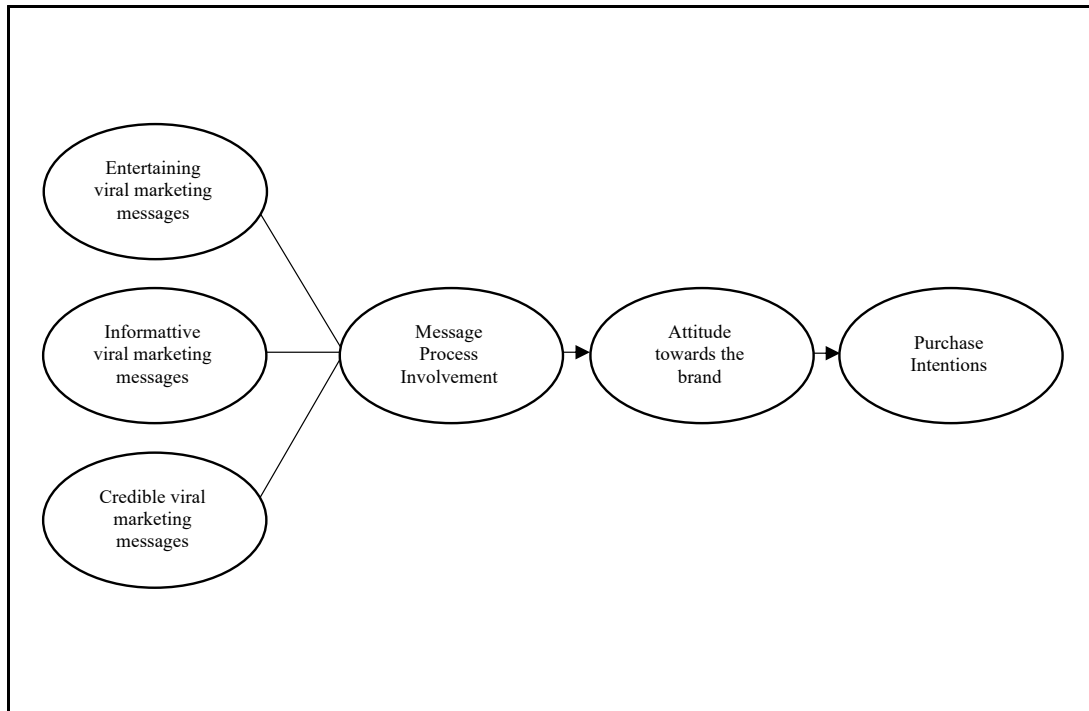 Entertaining
viral marketing
messages
Informattive
viral marketing
messages
Credible viral
marketing
messages
Message
Process
Involvement
Attitude
towards the
brand
Purchase
Intentions